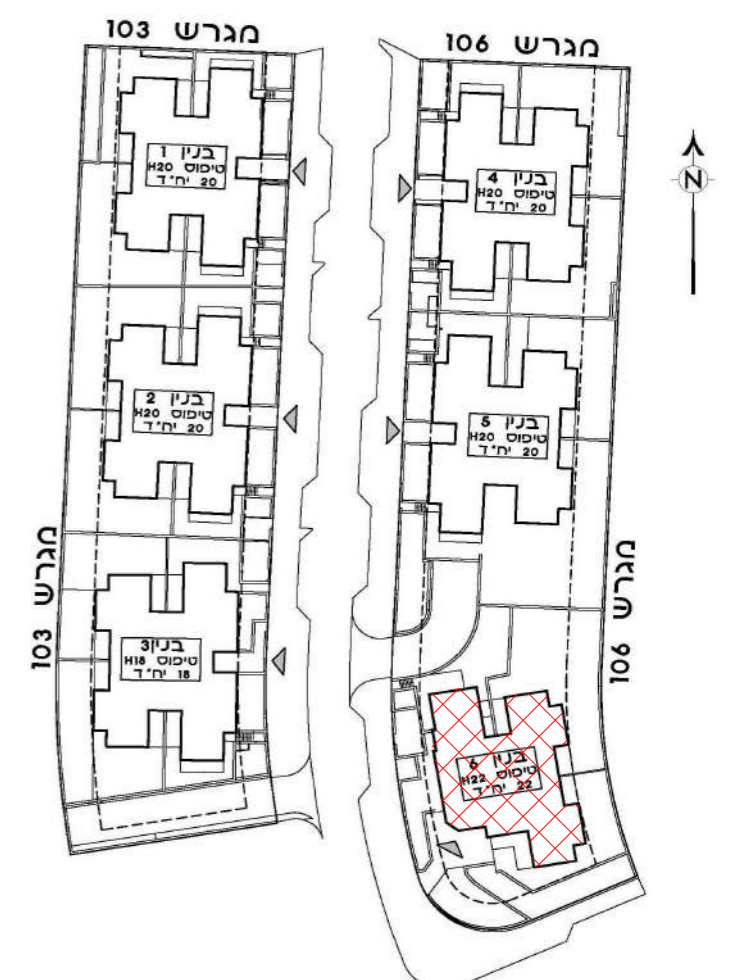 מגרש 103
מגרש 106
בנין 1
טיפוס H20
20 יח"ד
בנין 4
טיפוס H20
20 יח"ד
N
בנין 2
טיפוס H20
20 יח"ד
בנין 5
טיפוס H20
20 יח"ד
מגרש 103
מגרש 106
בנין 3
טיפוס H18
18 יח"ד
בנין 6
טיפוס H22
22 יח"ד